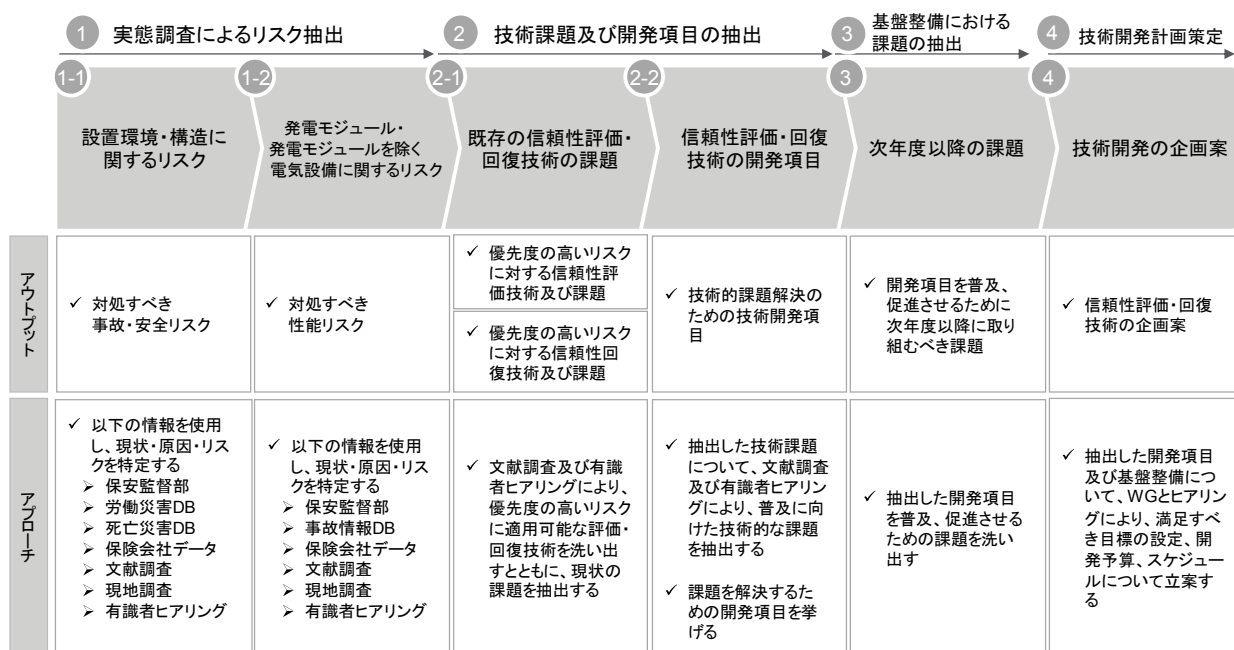 1 実態調査によるリスク抽出
2 技術課題及び開発項目の抽出
3 基盤整備における
課題の抽出
4 技術開発計画策定
1-1
設置環境・構造に
関するリスク
1-2
発電モジュール・
発電モジュールを除く
電気設備に関するリスク
2-1
既存の信頼性評価・
回復技術の課題
2-2
信頼性評価・回復
技術の開発項目
3
次年度以降の課題
4
技術開発の企画案
アウトプット
✓ 対処すべき
事故・安全リスク
✓ 対処すべき
性能リスク
✓ 優先度の高いリスク
に対する信頼性評
価技術及び課題
✓ 優先度の高いリスク
に対する信頼性回
復技術及び課題
✓ 技術的課題解決の
ための技術開発項
目
✓ 開発項目を普及、
促進させるために
次年度以降に取り
組むべき課題
✓ 信頼性評価・回復
技術の企画案
アプローチ
✓ 以下の情報を使用
し、現状・原因・リス
クを特定する
➢ 保安監督部
➢ 労働災害DB
➢ 死亡災害DB
➢ 保険会社データ
➢ 文献調査
➢ 現地調査
➢ 有識者ヒアリング
✓ 以下の情報を使用
し、現状・原因・リス
クを特定する
➢ 保安監督部
➢ 事故情報DB
➢ 保険会社データ
➢ 文献調査
➢ 現地調査
➢ 有識者ヒアリング
✓ 文献調査及び有識
者ヒアリングにより、
優先度の高いリスク
に適用可能な評価・
回復技術を洗い出
すとともに、現状の
課題を抽出する
✓ 抽出した技術課題
について、文献調査
及び有識者ヒアリン
グにより、普及に向
けた技術的な課題
を抽出する
✓ 課題を解決するた
めの開発項目を挙
げる
✓ 抽出した開発項目
を普及、促進させる
ための課題を洗い
出す
✓ 抽出した開発項目
及び基盤整備につ
いて、WGとヒアリン
グにより、満足すべ
き目標の設定、開
発予算、スケジュー
ルについて立案す
る